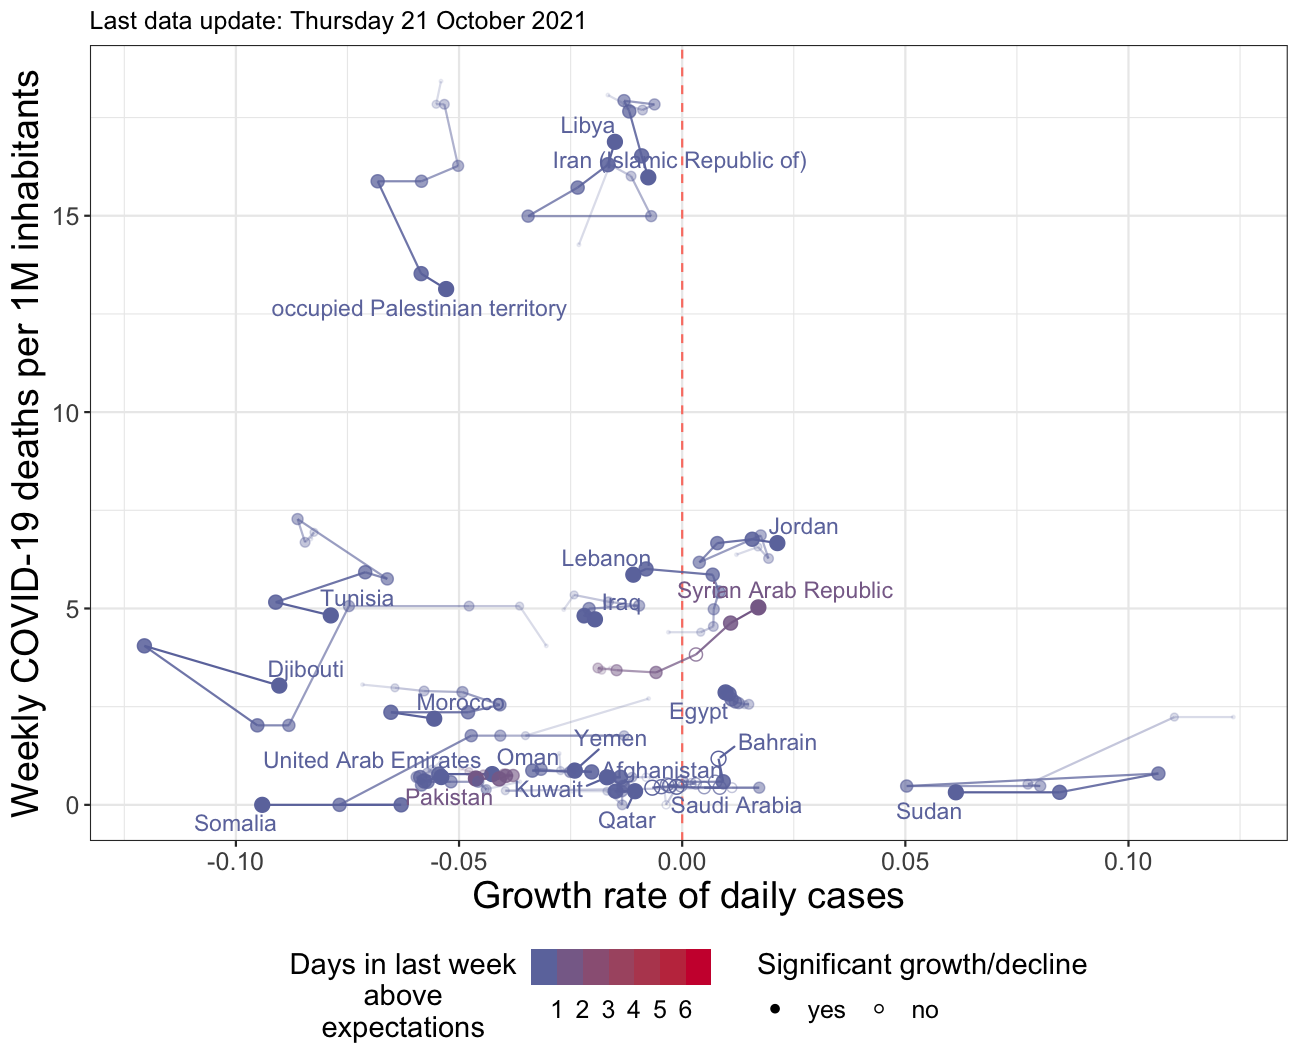 Last data update: Thursday 21 October 2021
Weekly COVID-19 deaths per 1M inhabitants
15
10
5
0
Libya
Iran (Islamic Republic of)
occupied Palestinian territory
Jordan
Lebanon
Syrian Arab Republic
Tunisia
Iraq
Djibouti
Morocco
Egypt
Yemen
Bahrain
United Arab Emirates
Oman
Afghanistan
Pakistan
Kuwait
Saudi Arabia
Sudan
Somalia
Qatar
-0.10
-0.05
0.00
0.05
0.10
Growth rate of daily cases
Days in last week
above
expectations
1 2 3 4 5 6
Significant growth/decline
yes
no